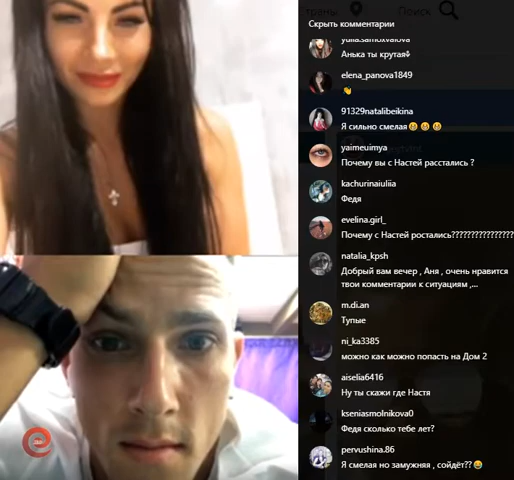 Поиск
Скрыть комментарии
yulia.samoxvalova
Анька ты крутая
elena_panova1849
91329natalibeikina
Я сильно смелая
yaimeuimya
Почему вы с Настей расстались ?
kachurinaiuliia
Федя
evelina.girl_
Почему с Настей ростались????????????????
natalia_kpsh
Добрый вам вечер , Аня , очень нравится
твои комментарии к ситуациям ,...
m.di.an
Тупые
ni_ka3385
можно как можно попасть на Дом 2
aiselia6416
Ну ты скажи где Настя
kseniasmolnikova0
Федя сколько тебе лет?
pervushina.86
Я смелая но замужняя , сойдёт??